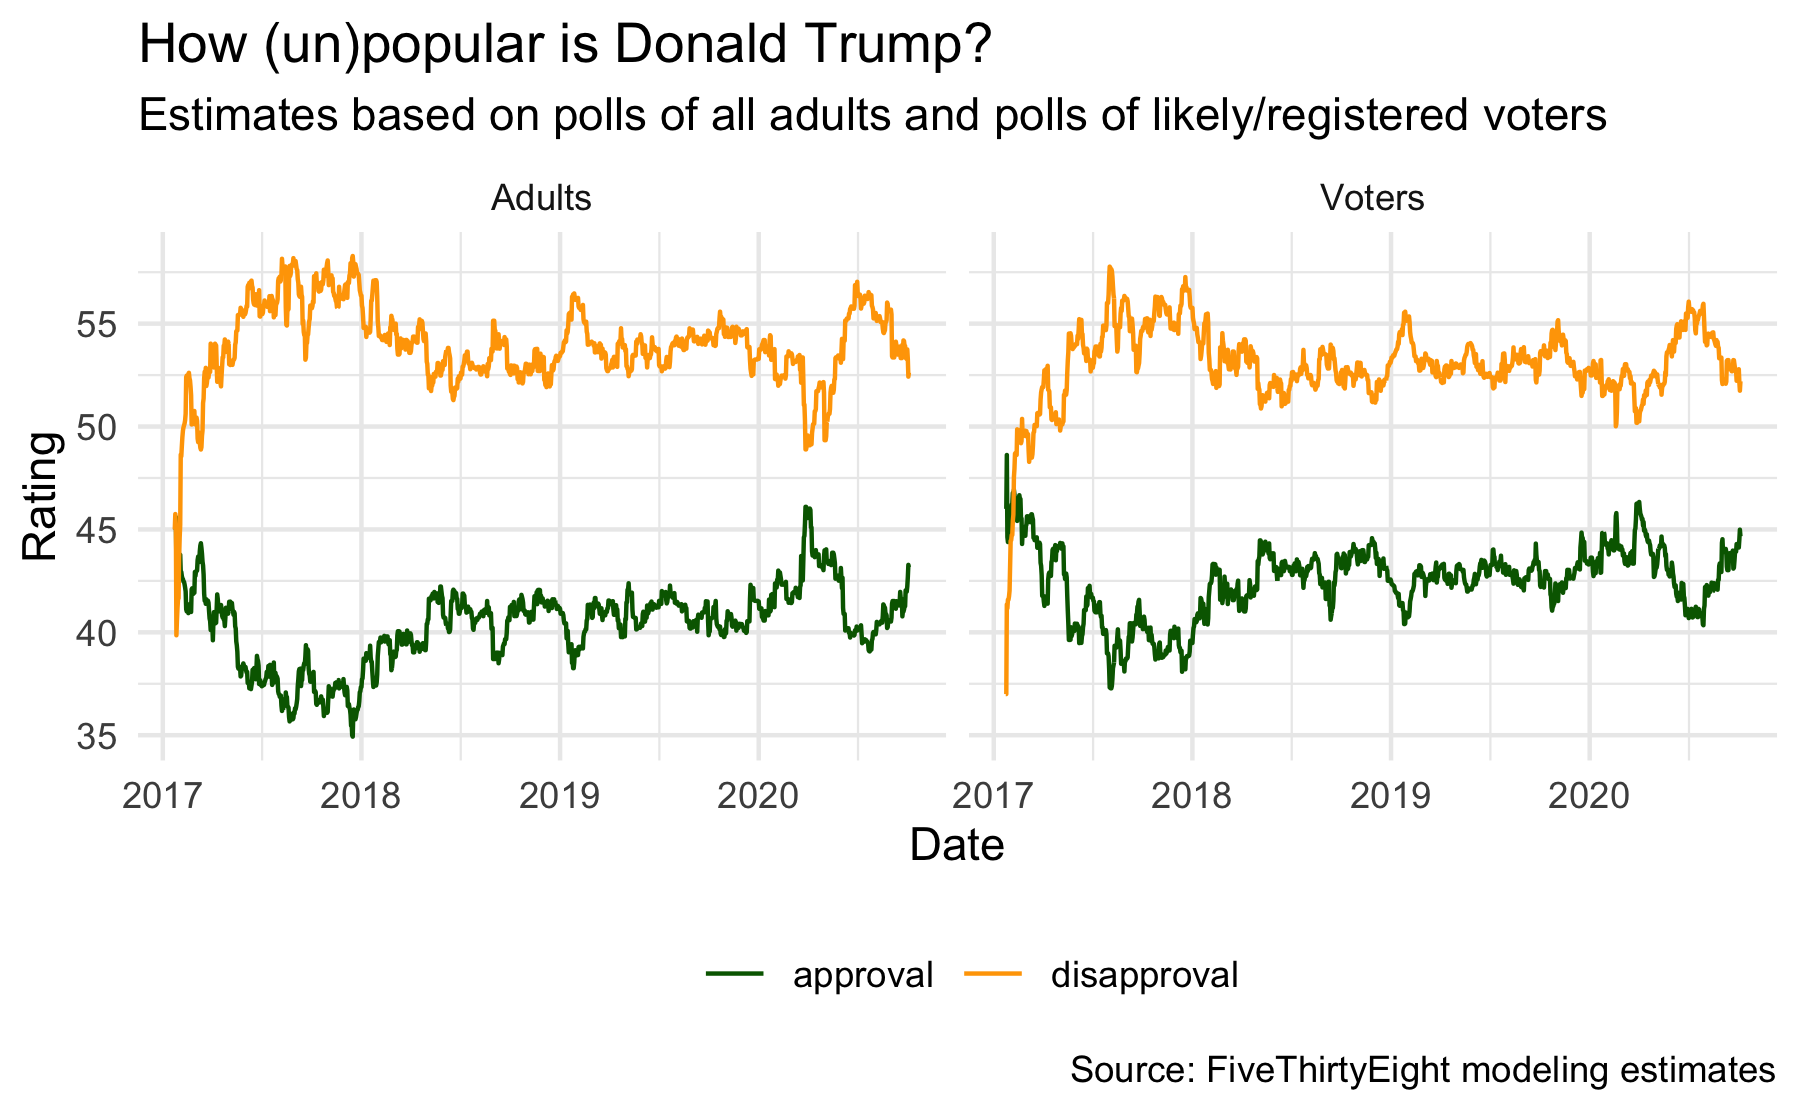 How (un)popular is Donald Trump?
Estimates based on polls of all adults and polls of likely/registered voters
Adults
Voters
Rating
55
50
45
40
35
2017 2018 2019 2020
2017 2018 2019 2020
Date
approval disapproval
Source: FiveThirtyEight modeling estimates